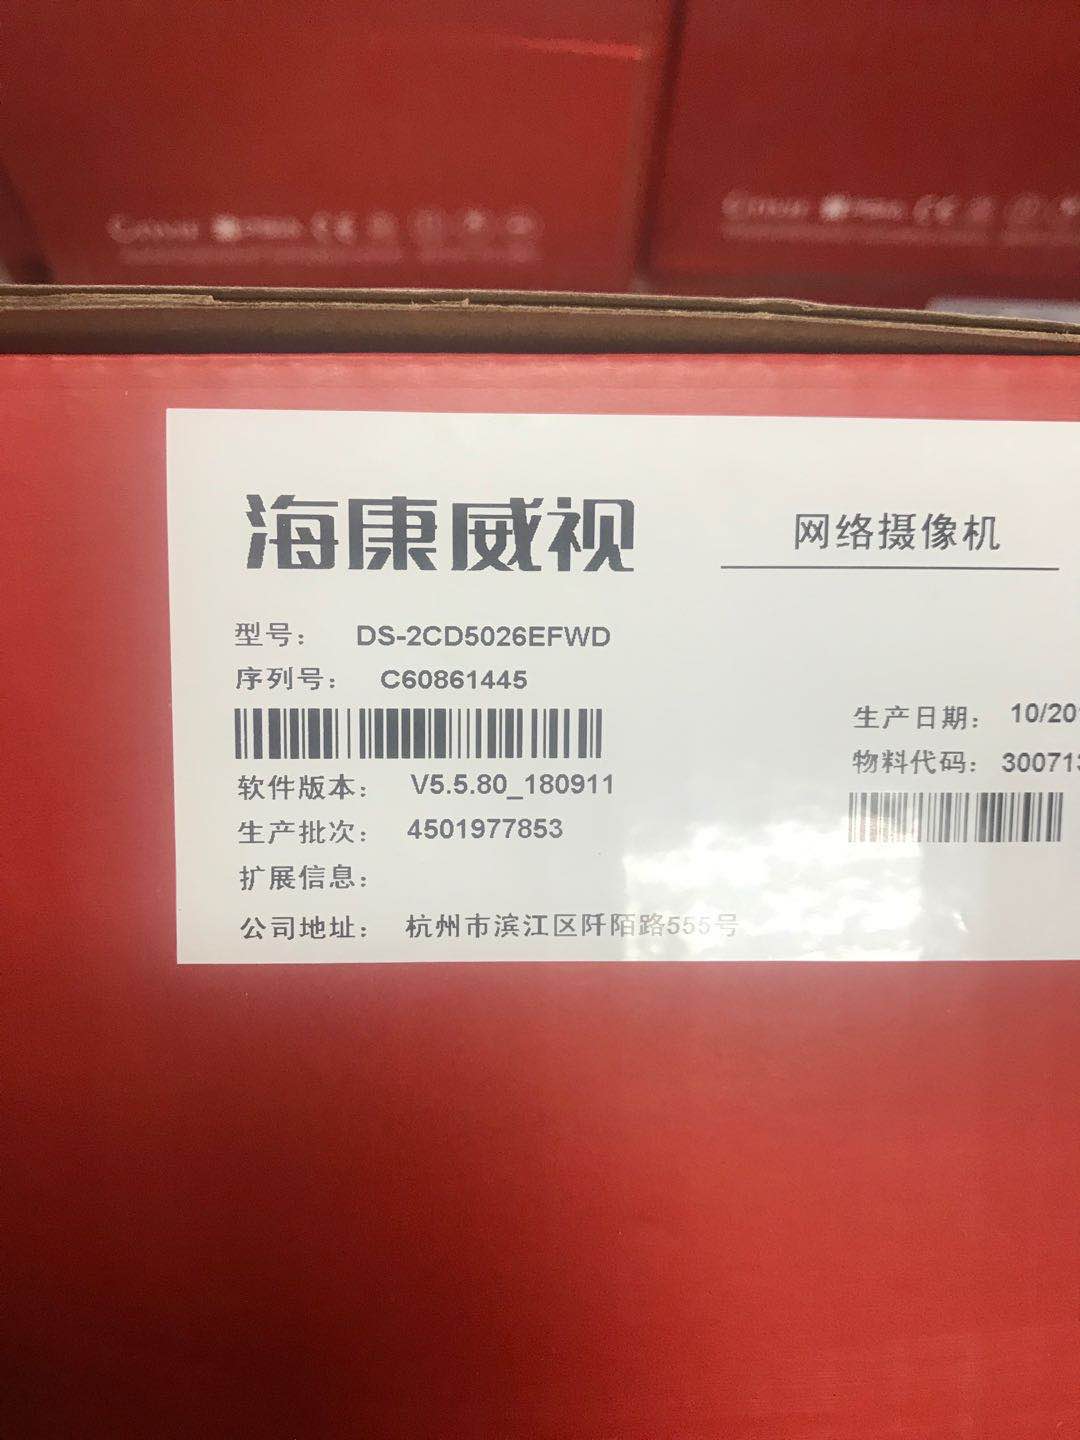 海康威视
网络摄像机
型号： DS-2CD5026EFWD
序列号： C60861445
生产日期： 10/20
物料代码： 30071
软件版本： V5.5.80_180911
生产批次： 4501977853
扩展信息：
公司地址： 杭州市滨江区阡陌路555号